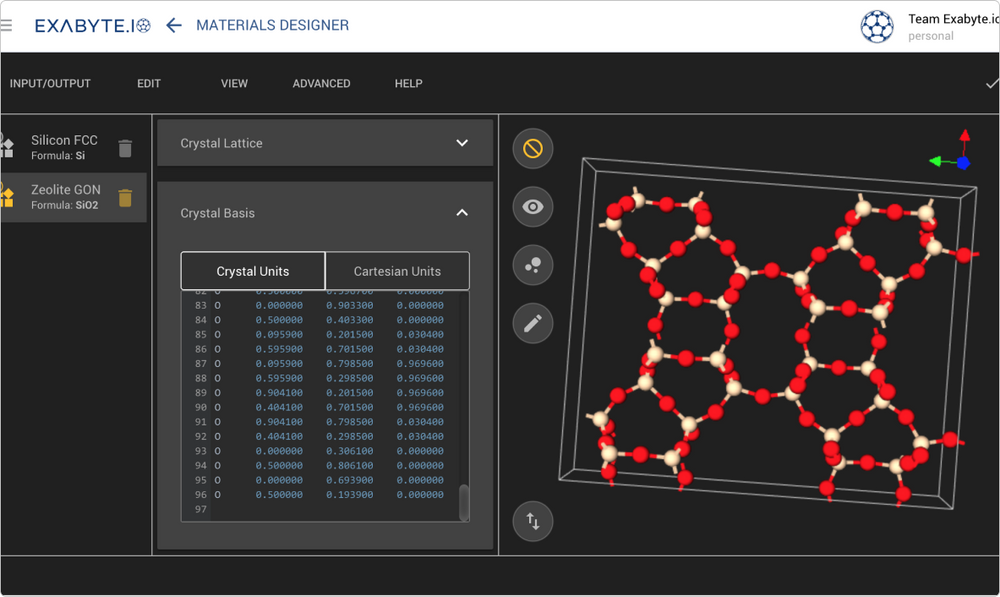 EXABYTE.IO
MATERIALS DESIGNER
Team Exabyte.io
personal
INPUT/OUTPUT EDIT VIEW ADVANCED HELP
Silicon FCC
Formula: Si
Zeolite GON
Formula: SiO2
Crystal Lattice
Crystal Basis
Crystal Units Cartesian Units
83 O 0.000000 0.903300 0.000000
84 O 0.500000 0.403300 0.000000
85 O 0.095900 0.201500 0.030400
86 O 0.595900 0.701500 0.030400
87 O 0.095900 0.798500 0.969600
88 O 0.595900 0.298500 0.969600
89 O 0.904100 0.201500 0.969600
90 O 0.404100 0.701500 0.969600
91 O 0.904100 0.798500 0.030400
92 O 0.404100 0.298500 0.030400
93 O 0.000000 0.306100 0.000000
94 O 0.500000 0.806100 0.000000
95 O 0.000000 0.693900 0.000000
96 O 0.500000 0.193900 0.000000
97